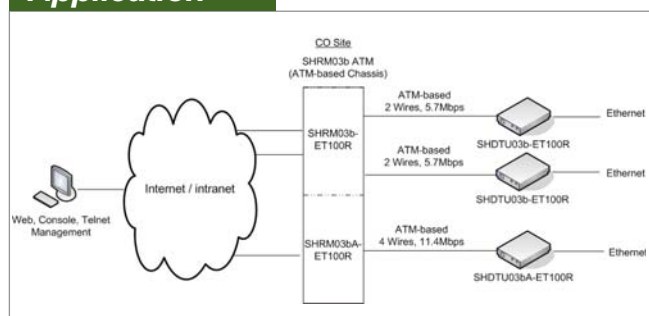 Application
CO Site
SHRM03b ATM
(ATM-based Chassis)
SHRM03b-
ET100R
SHRM03bA-
ET100R
Internet / intranet
Web, Console, Telnet
Management
ATM-based
2 Wires, 5.7Mbps
SHDTU03b-ET100R
Ethernet
ATM-based
2 Wires, 5.7Mbps
SHDTU03b-ET100R
Ethernet
ATM-based
4 Wires, 11.4Mbps
SHDTU03bA-ET100R
Ethernet